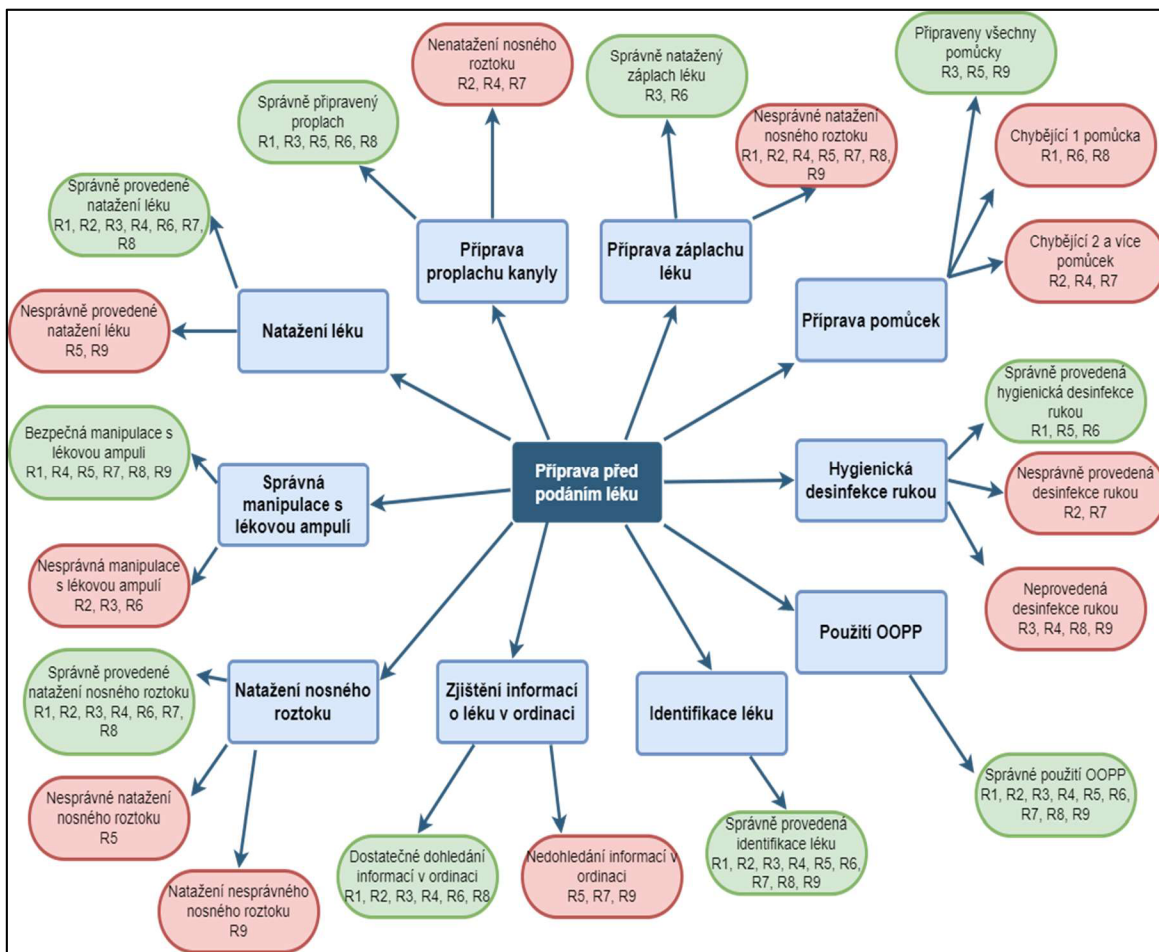 Nenatažení nosného
roztoku
R2, R4, R7
Správně natažený
záplach léku
R3, R6
Připraveny všechny
pomůcky
R3, R5, R9
Správně připravený
proplach
R1, R3, R5, R6, R8
Nesprávné natažení
nosného roztoku
R1, R2, R4, R5, R7, R8,
R9
Chybějící 1 pomůcka
R1, R6, R8
Správně provedené
natažení léku
R1, R2, R3, R4, R6, R7,
R8
Příprava
proplachu kanyly
Příprava záplachu
léku
Chybějící 2 a více
pomůcek
R2, R4, R7
Nesprávně provedené
natažení léku
R5, R9
Natažení léku
Příprava pomůcek
Správně provedená
hygienická desinfekce
rukou
R1, R5, R6
Bezpečná manipulace s
lékovou ampuli
R1, R4, R5, R7, R8, R9
Správná
manipulace s
lékovou ampulí
Příprava před
podáním léku
Hygienická
desinfekce rukou
Nesprávně provedená
desinfekce rukou
R2, R7
Nesprávná manipulace
s lékovou ampulí
R2, R3, R6
Neprovedená
desinfekce rukou
R3, R4, R8, R9
Použití OOPP
Správně provedené
natažení nosného roztoku
R1, R2, R3, R4, R6, R7,
R8
Natažení nosného
roztoku
Zjištění informací
o léku v ordinaci
Identifikace léku
Nesprávné natažení
nosného roztoku
R5
Správné použití OOPP
R1, R2, R3, R4, R5, R6,
R7, R8, R9
Natažení nesprávného
nosného roztoku
R9
Dostatečné dohledání
informací v ordinaci
R1, R2, R3, R4, R6, R8
Nedohledání informací v
ordinaci
R5, R7, R9
Správně provedená
identifikace léku
R1, R2, R3, R4, R5, R6,
R7, R8, R9